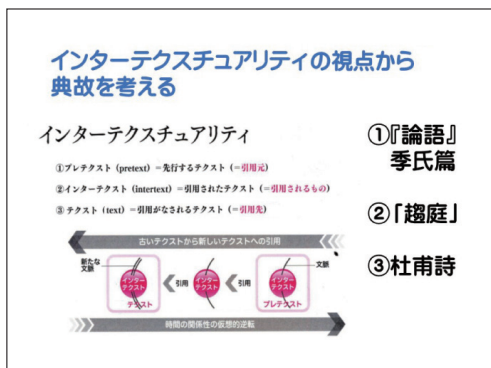 インターテクスチュアリティの視点から
典故を考える
インターテクスチュアリティ
①プレテクスト（pretext）＝先行するテクスト（＝引用元）
②インターテクスト（intertext）＝引用されたテクスト（＝引用されるもの）
③ テクスト（text）＝引用がなされるテクスト（＝引用先）
古いテクストから新しいテクストへの引用
新たな
文脈
インター
テクスト
テクスト
引用
インター
テクスト
引用
文脈
インター
テクスト
プレテクスト
時間の関係性の仮想的逆転
①『論語』
季氏篇
②「趨庭」
③杜甫詩